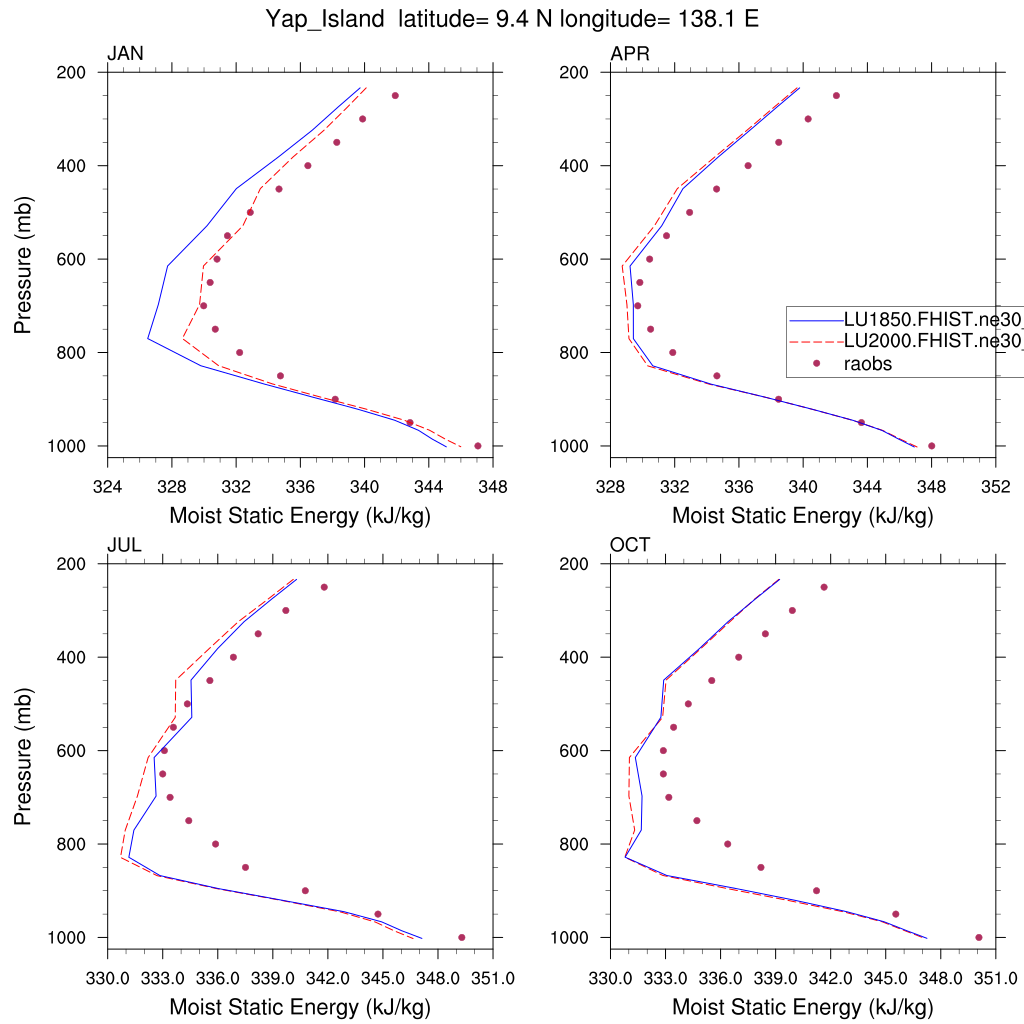 Yap_Island  latitude= 9.4 N longitude= 138.1 E
JAN
APR
200
400
600
800
1000
Pressure (mb)
324 328 332 336 340 344 348
Moist Static Energy (kJ/kg)
200
400
600
800
1000
328 332 336 340 344 348 352
Moist Static Energy (kJ/kg)
LU1850.FHIST.ne30_
LU2000.FHIST.ne30_
raobs
JUL
OCT
200
400
600
800
1000
Pressure (mb)
330.0 333.0 336.0 339.0 342.0 345.0 348.0 351.0
Moist Static Energy (kJ/kg)
200
400
600
800
1000
330.0 333.0 336.0 339.0 342.0 345.0 348.0 351.0
Moist Static Energy (kJ/kg)